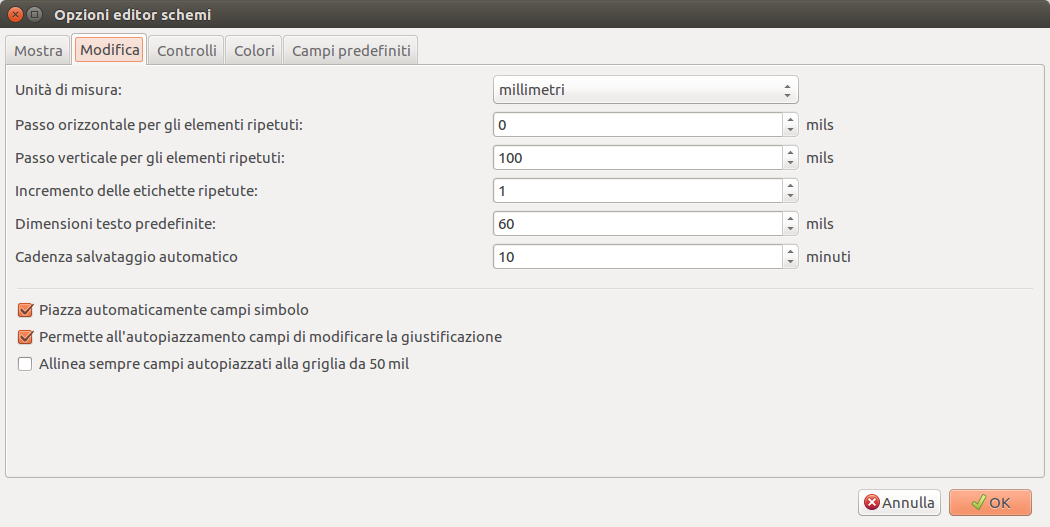 Opzioni editor schemi
Mostra Modifica Controlli Colori Campi predefiniti
Unità di misura: millimetri
Passo orizzontale per gli elementi ripetuti: 0 mils
Passo verticale per gli elementi ripetuti: 100 mils
Incremento delle etichette ripetute: 1
Dimensioni testo predefinite: 60 mils
Cadenza salvataggio automatico 10 minuti
Piazza automaticamente campi simbolo
Permette all'autopiazzamento campi di modificare la giustificazione
Allinea sempre campi autopiazzati alla griglia da 50 mil
Annulla OK